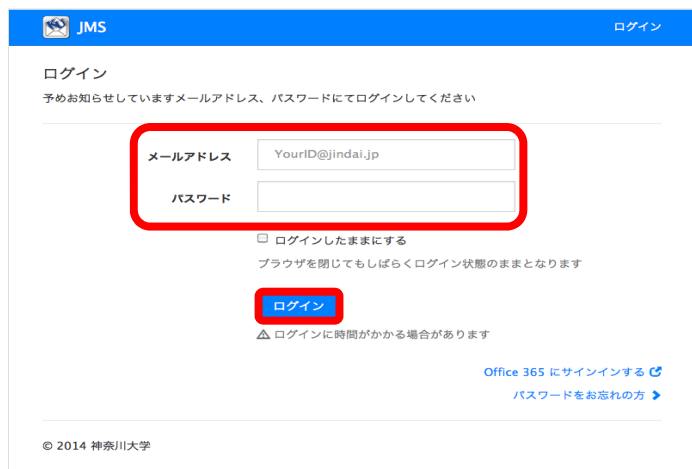 JMS
ログイン
ログイン
予めお知らせしていますメールアドレス、パスワードにてログインしてください
メールアドレス
YourID@jindai.jp
パスワード
ログインしたままにする
ブラウザを閉じてもしばらくログイン状態のままとなります
ログイン
ログインに時間がかかる場合があります
Office 365 にサインインする
パスワードをお忘れの方
© 2014 神奈川大学